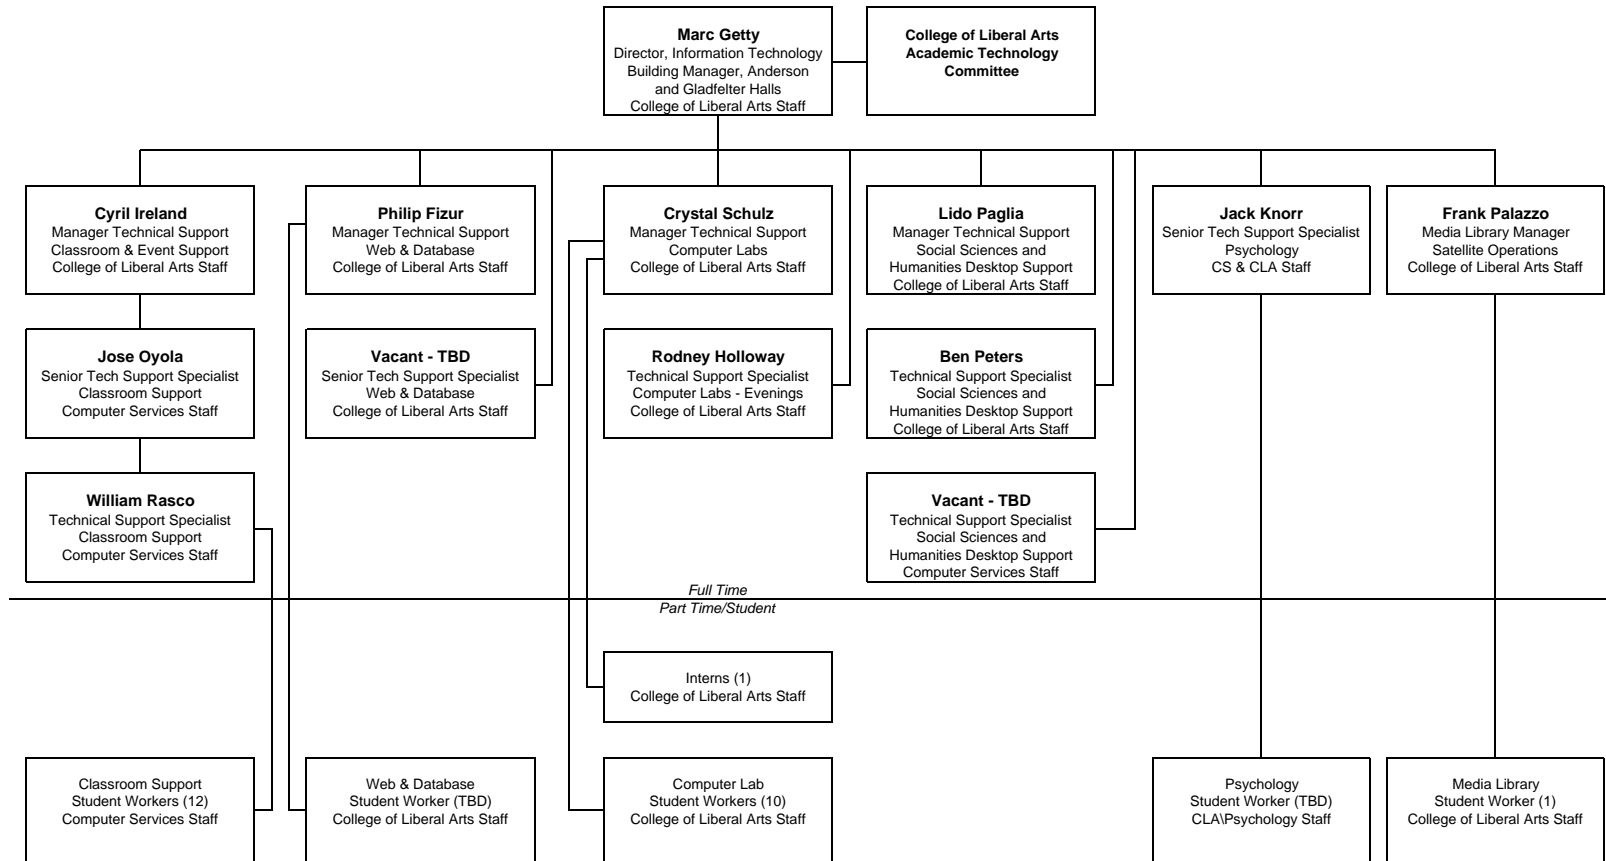 Marc Getty
Director, Information Technology
Building Manager, Anderson
and Gladfelter Halls
College of Liberal Arts Staff
College of Liberal Arts
Academic Technology
Committee
Cyril Ireland
Manager Technical Support
Classroom & Event Support
College of Liberal Arts Staff
Philip Fizur
Manager Technical Support
Web & Database
College of Liberal Arts Staff
Crystal Schulz
Manager Technical Support
Computer Labs
College of Liberal Arts Staff
Lido Paglia
Manager Technical Support
Social Sciences and
Humanities Desktop Support
College of Liberal Arts Staff
Jack Knorr
Senior Tech Support Specialist
Psychology
CS & CLA Staff
Frank Palazzo
Media Library Manager
Satellite Operations
College of Liberal Arts Staff
Jose Oyola
Senior Tech Support Specialist
Classroom Support
Computer Services Staff
Vacant - TBD
Senior Tech Support Specialist
Web & Database
College of Liberal Arts Staff
Rodney Holloway
Technical Support Specialist
Computer Labs - Evenings
College of Liberal Arts Staff
Ben Peters
Technical Support Specialist
Social Sciences and
Humanities Desktop Support
College of Liberal Arts Staff
William Rasco
Technical Support Specialist
Classroom Support
Computer Services Staff
Vacant - TBD
Technical Support Specialist
Social Sciences and
Humanities Desktop Support
Computer Services Staff
Full Time
Part Time/Student
Interns (1)
College of Liberal Arts Staff
Classroom Support
Student Workers (12)
Computer Services Staff
Web & Database
Student Worker (TBD)
College of Liberal Arts Staff
Computer Lab
Student Workers (10)
College of Liberal Arts Staff
Psychology
Student Worker (TBD)
CLA\Psychology Staff
Media Library
Student Worker (1)
College of Liberal Arts Staff